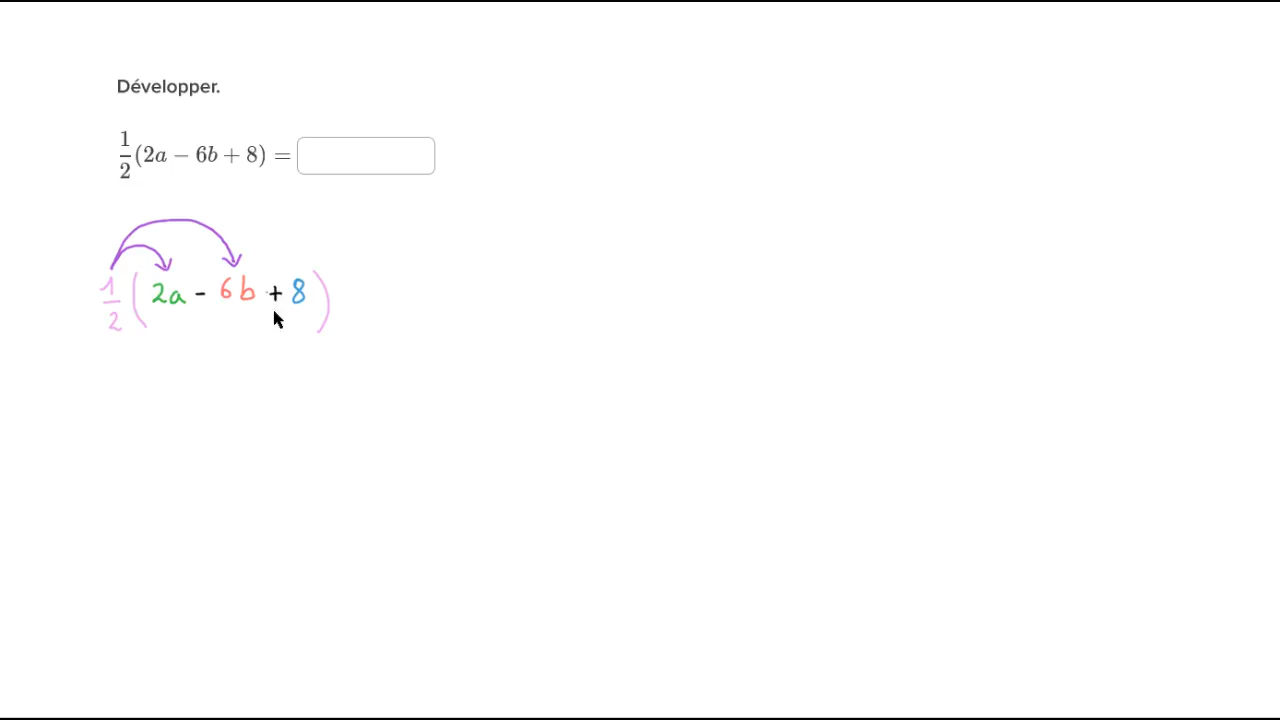 Développer.
1/2(2a − 6b + 8) =
1/2(2a - 6b + 8)